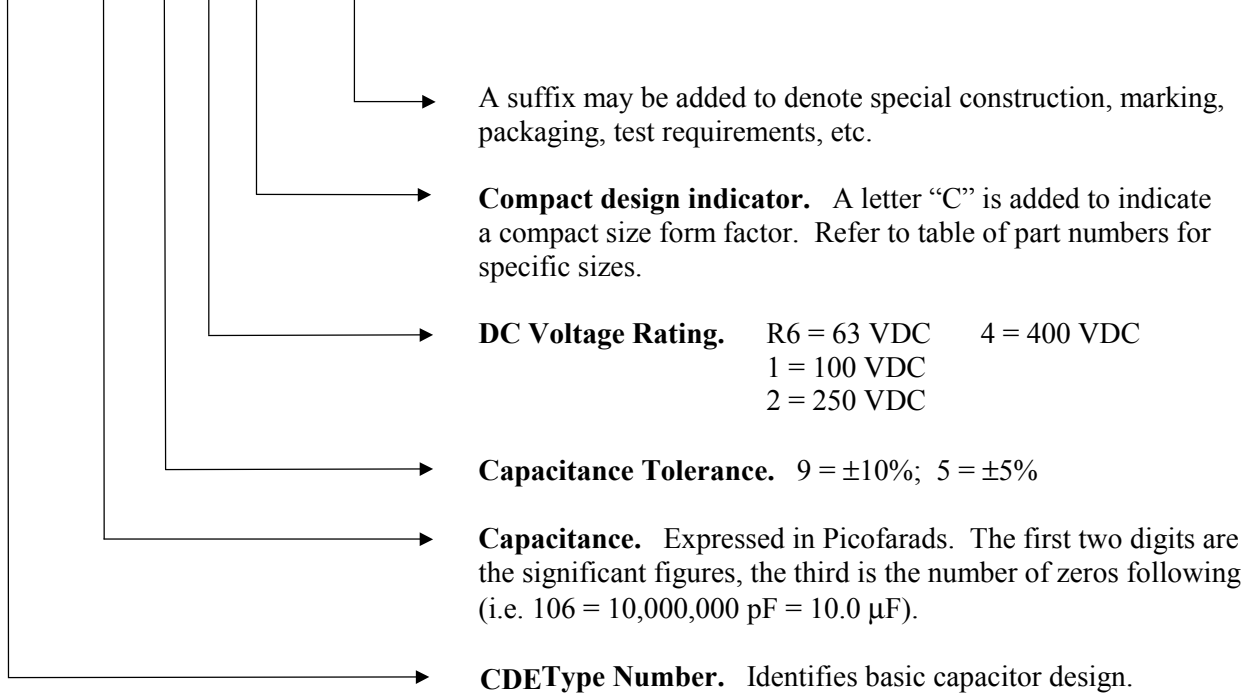 A suffix may be added to denote special construction, marking,
packaging, test requirements, etc.
Compact design indicator. A letter “C” is added to indicate
a compact size form factor. Refer to table of part numbers for
specific sizes.
DC Voltage Rating. R6 = 63 VDC 4 = 400 VDC
1 = 100 VDC
2 = 250 VDC
Capacitance Tolerance. 9 = ±10%; 5 = ±5%
Capacitance. Expressed in Picofarads. The first two digits are
the significant figures, the third is the number of zeros following
(i.e. 106 = 10,000,000 pF = 10.0 µF).
CDEType Number. Identifies basic capacitor design.